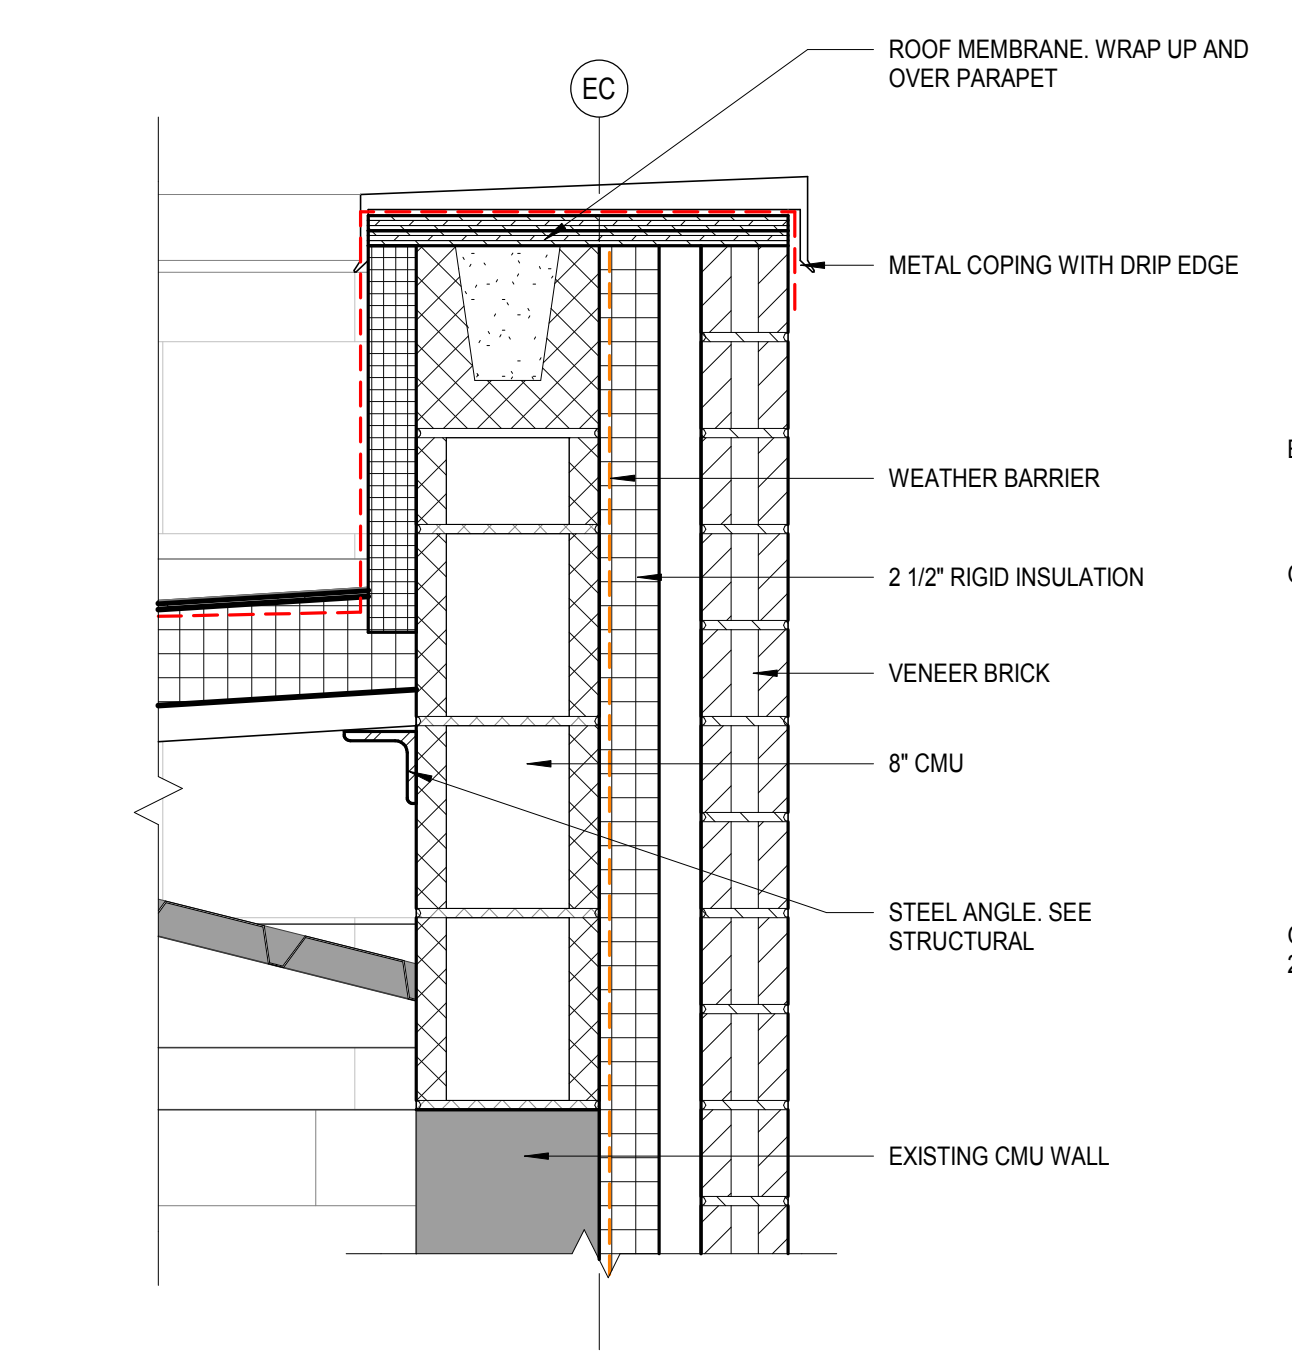 EC
ROOF MEMBRANE. WRAP UP AND
OVER PARAPET
METAL COPING WITH DRIP EDGE
WEATHER BARRIER
2 1/2" RIGID INSULATION
VENEER BRICK
8" CMU
STEEL ANGLE. SEE
STRUCTURAL
EXISTING CMU WALL